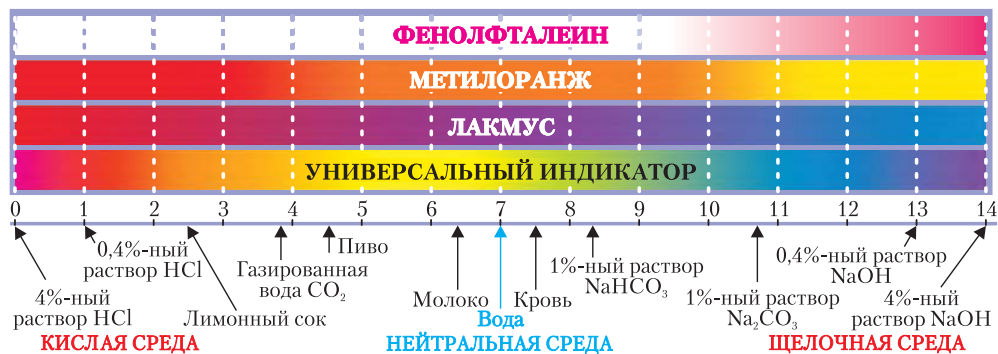 ФЕНОЛФТАЛЕИН
МЕТИЛОРАНЖ
ЛАКМУС
УНИВЕРСАЛЬНЫЙ ИНДИКАТОР
0 1 2 3 4 5 6 7 8 9 10 11 12 13 14
4%-ный
раствор HCl
0,4%-ный
раствор HCl
Лимонный сок
Газированная
вода CO₂
Пиво
Молоко
Вода
Кровь
1%-ный раствор
NaHCO₃
1%-ный раствор
Na₂CO₃
0,4%-ный раствор
NaOH
4%-ный
раствор NaOH
КИСЛАЯ СРЕДА
НЕЙТРАЛЬНАЯ СРЕДА
ЩЕЛОЧНАЯ СРЕДА